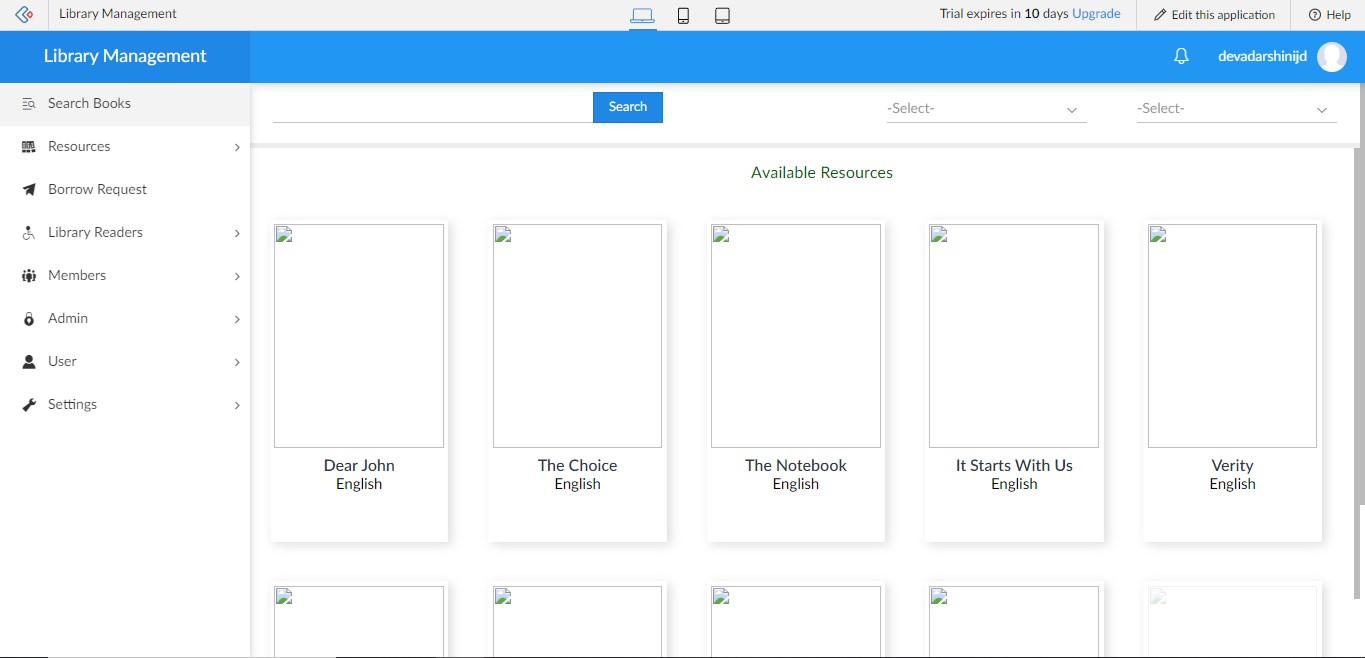 Library Management
Trial expires in 10 days Upgrade
Edit this application
Help
Library Management
devadarshinijd
Search Books
Resources
Borrow Request
Library Readers
Members
Admin
User
Settings
Search
-Select-
-Select-
Available Resources
Dear John
English
The Choice
English
The Notebook
English
It Starts With Us
English
Verity
English